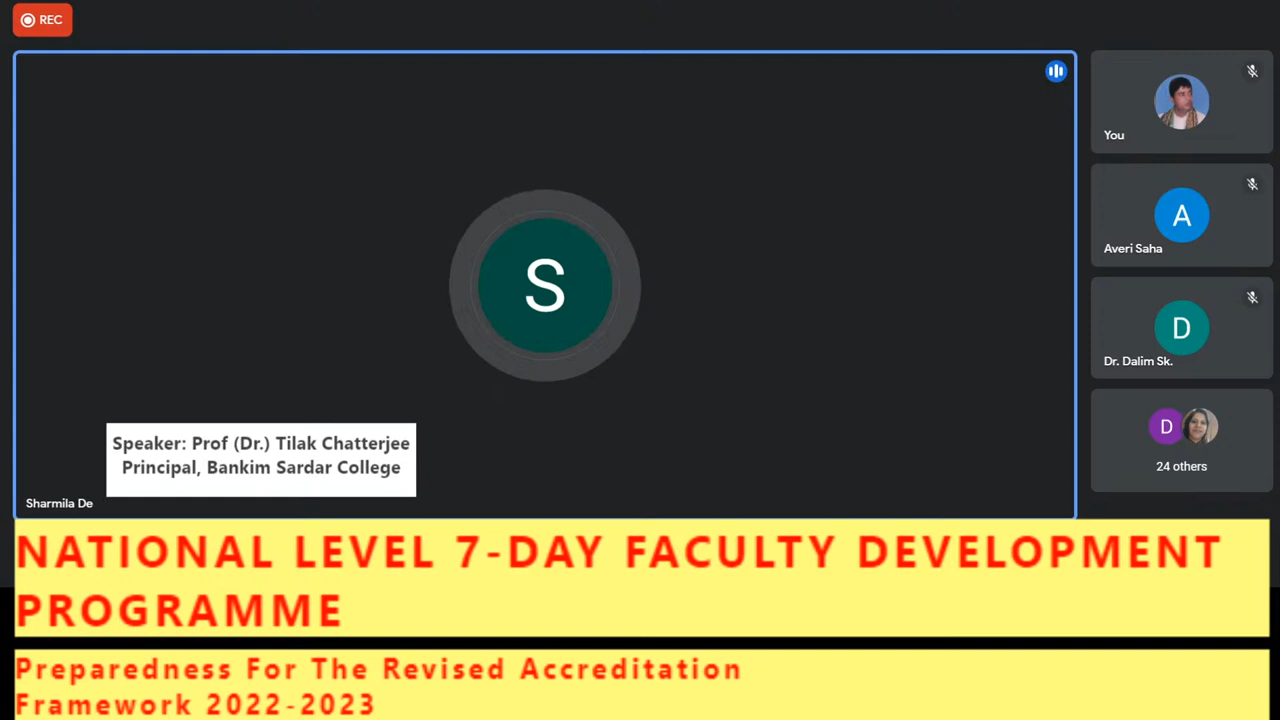 REC
S
Speaker: Prof (Dr.) Tilak Chatterjee
Principal, Bankim Sardar College
Sharmila De
You
A
Averi Saha
D
Dr. Dalim Sk.
D
24 others
NATIONAL LEVEL 7-DAY FACULTY DEVELOPMENT
PROGRAMME
Preparedness For The Revised Accreditation
Framework 2022-2023